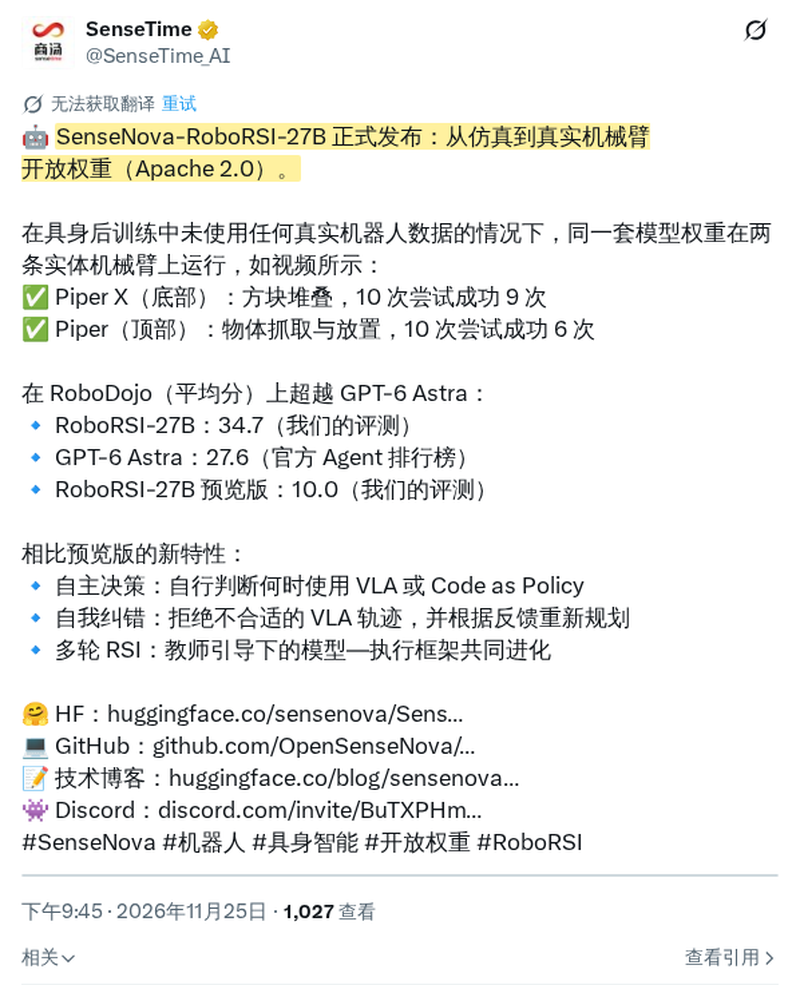 SenseTime
商汤
sensetime
@SenseTime_AI
无法获取翻译 重试
🤖 SenseNova-RoboRSI-27B 正式发布：从仿真到真实机械臂
开放权重（Apache 2.0）。
在具身后训练中未使用任何真实机器人数据的情况下，同一套模型权重在两
条实体机械臂上运行，如视频所示：
✅ Piper X（底部）：方块堆叠，10 次尝试成功 9 次
✅ Piper（顶部）：物体抓取与放置，10 次尝试成功 6 次
在 RoboDojo（平均分）上超越 GPT-6 Astra：
🔹 RoboRSI-27B：34.7（我们的评测）
🔹 GPT-6 Astra：27.6（官方 Agent 排行榜）
🔹 RoboRSI-27B 预览版：10.0（我们的评测）
相比预览版的新特性：
🔹 自主决策：自行判断何时使用 VLA 或 Code as Policy
🔹 自我纠错：拒绝不合适的 VLA 轨迹，并根据反馈重新规划
🔹 多轮 RSI：教师引导下的模型—执行框架共同进化
🤗 HF：huggingface.co/sensenova/Sens...
💻 GitHub：github.com/OpenSenseNova/...
📝 技术博客：huggingface.co/blog/sensenova...
👾 Discord：discord.com/invite/BuTXPHm...
#SenseNova #机器人 #具身智能 #开放权重 #RoboRSI
下午9:45 · 2026年11月25日 · 1,027 查看
相关
查看引用